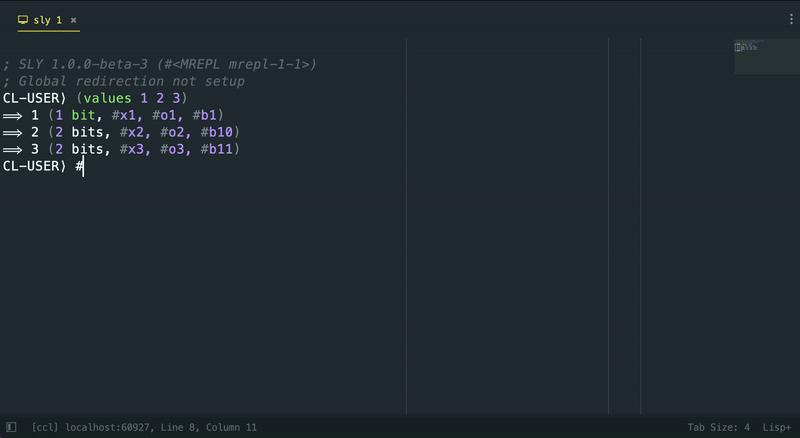 sly 1 ×
; SLY 1.0.0-beta-3 (#<MREPL mrepl-1-1>)
; Global redirection not setup
CL-USER⟩ (values 1 2 3)
⟹ 1 (1 bit, #x1, #o1, #b1)
⟹ 2 (2 bits, #x2, #o2, #b10)
⟹ 3 (2 bits, #x3, #o3, #b11)
CL-USER⟩ #
[ccl] localhost:60927, Line 8, Column 11 Tab Size: 4 Lisp+